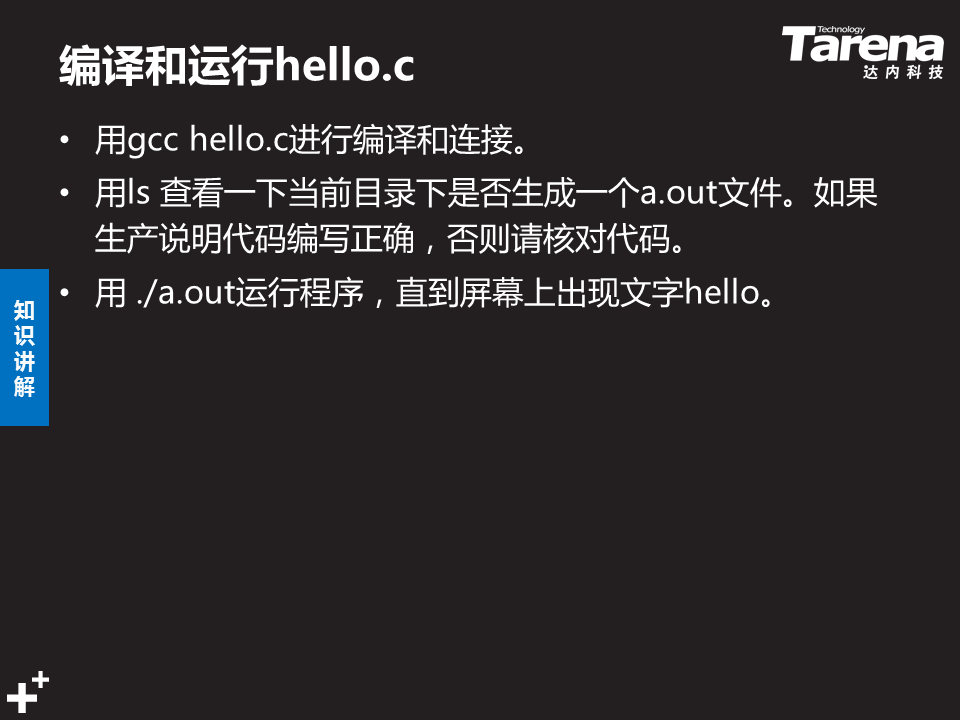 编译和运行hello.c
Technology
Tarena
达内科技
• 用gcc hello.c进行编译和连接。
• 用ls 查看一下当前目录下是否生成一个a.out文件。如果
生产说明代码编写正确，否则请核对代码。
• 用 ./a.out运行程序，直到屏幕上出现文字hello。
知
识
讲
解